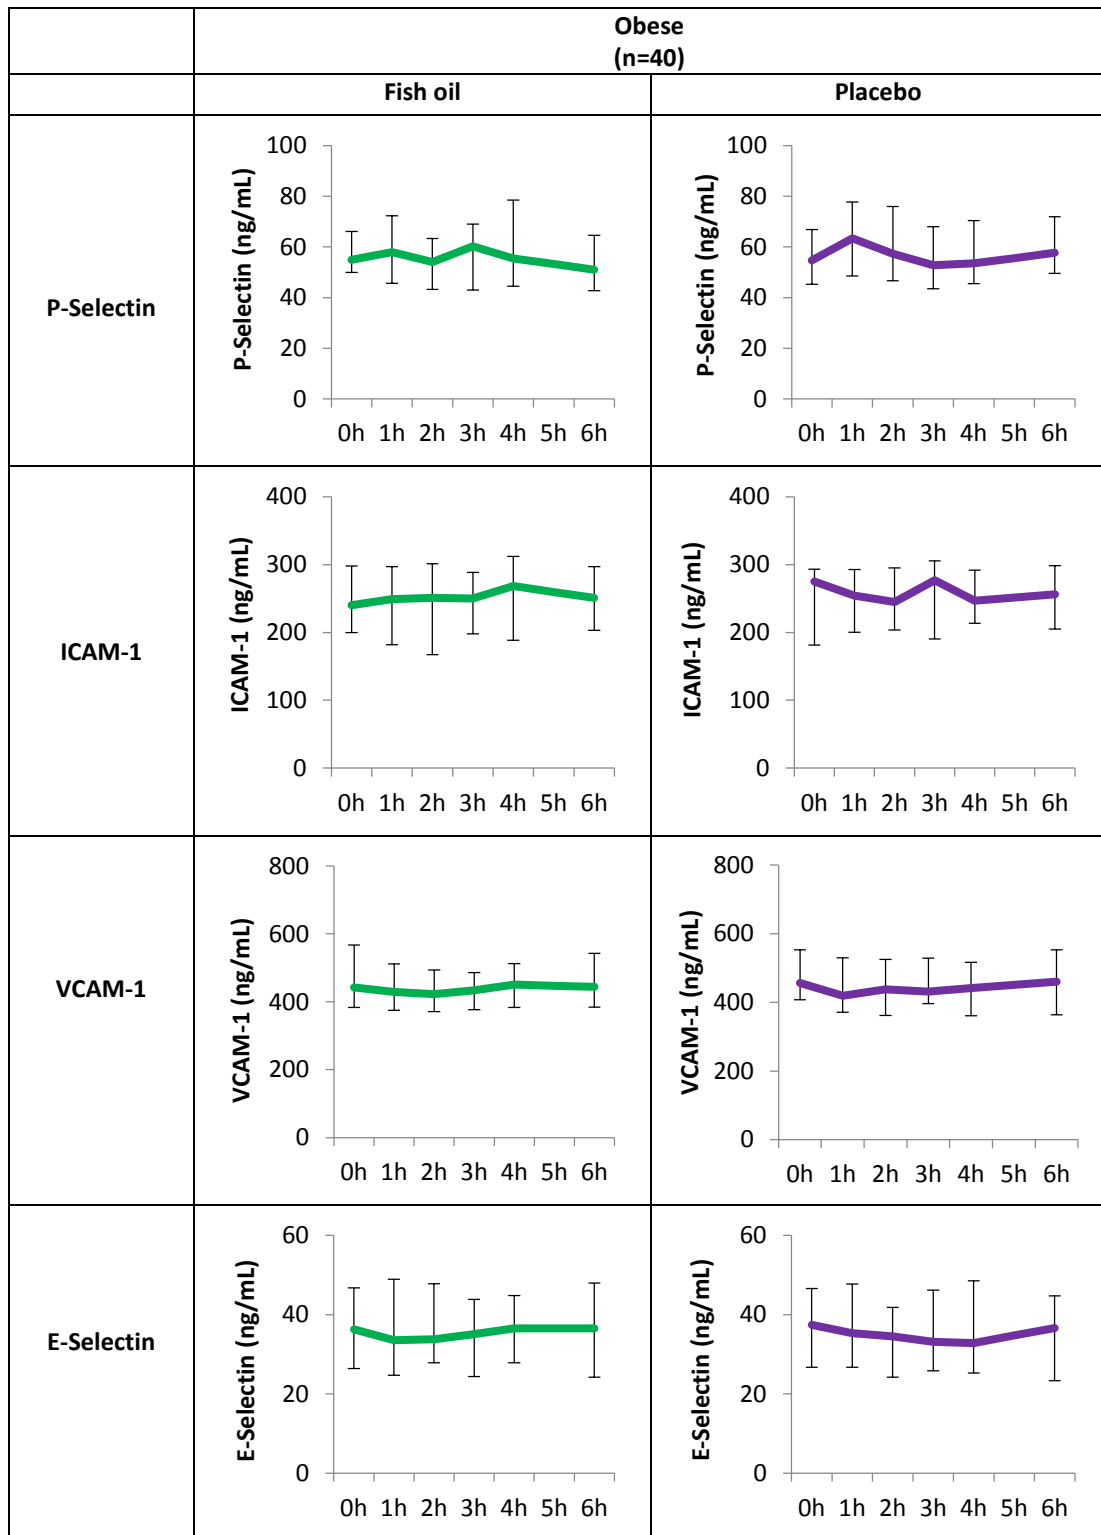 Obese
(n=40)
Fish oil
Placebo
P-Selectin
P-Selectin (ng/mL)
100
80
60
40
20
0
0h 1h 2h 3h 4h 5h 6h
P-Selectin (ng/mL)
100
80
60
40
20
0
0h 1h 2h 3h 4h 5h 6h
ICAM-1
ICAM-1 (ng/mL)
400
300
200
100
0
0h 1h 2h 3h 4h 5h 6h
ICAM-1 (ng/mL)
400
300
200
100
0
0h 1h 2h 3h 4h 5h 6h
VCAM-1
VCAM-1 (ng/mL)
800
600
400
200
0
0h 1h 2h 3h 4h 5h 6h
VCAM-1 (ng/mL)
800
600
400
200
0
0h 1h 2h 3h 4h 5h 6h
E-Selectin
E-Selectin (ng/mL)
60
40
20
0
0h 1h 2h 3h 4h 5h 6h
E-Selectin (ng/mL)
60
40
20
0
0h 1h 2h 3h 4h 5h 6h